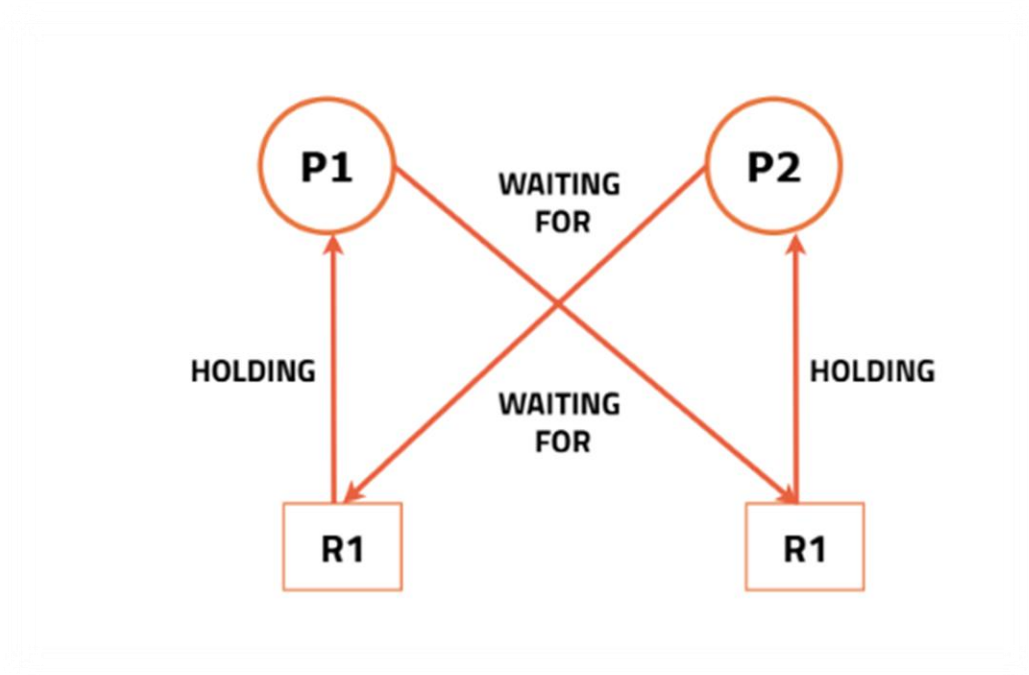 P1
P2
WAITING
FOR
HOLDING
HOLDING
WAITING
FOR
R1
R1